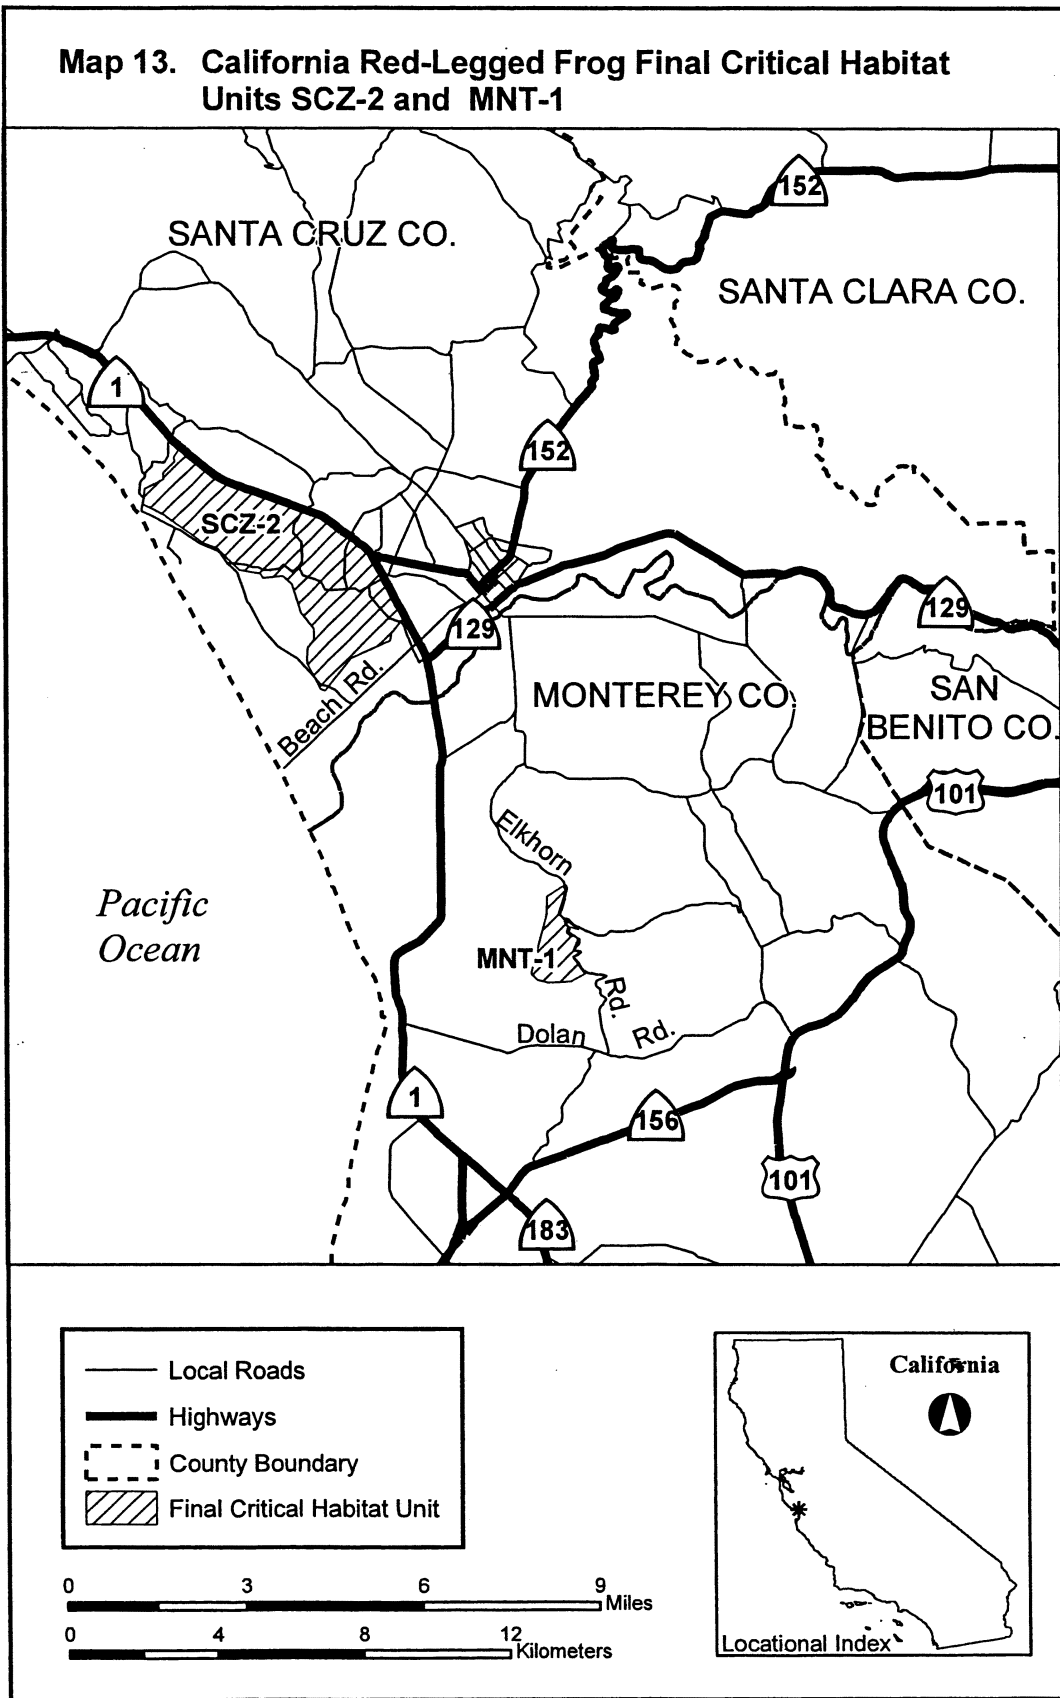 Map 13. California Red-Legged Frog Final Critical Habitat
Units SCZ-2 and MNT-1
152
SANTA CRUZ CO.
SANTA CLARA CO.
1
152
SCZ-2
129
129
Beach Rd.
MONTEREY CO.
SAN
BENITO CO.
101
Elkhorn
Pacific
Ocean
MNT-1
Rd.
Dolan Rd.
1
156
101
183
Local Roads
Highways
County Boundary
Final Critical Habitat Unit
California
0 3 6 9
Miles
0 4 8 12
Kilometers
Locational Index